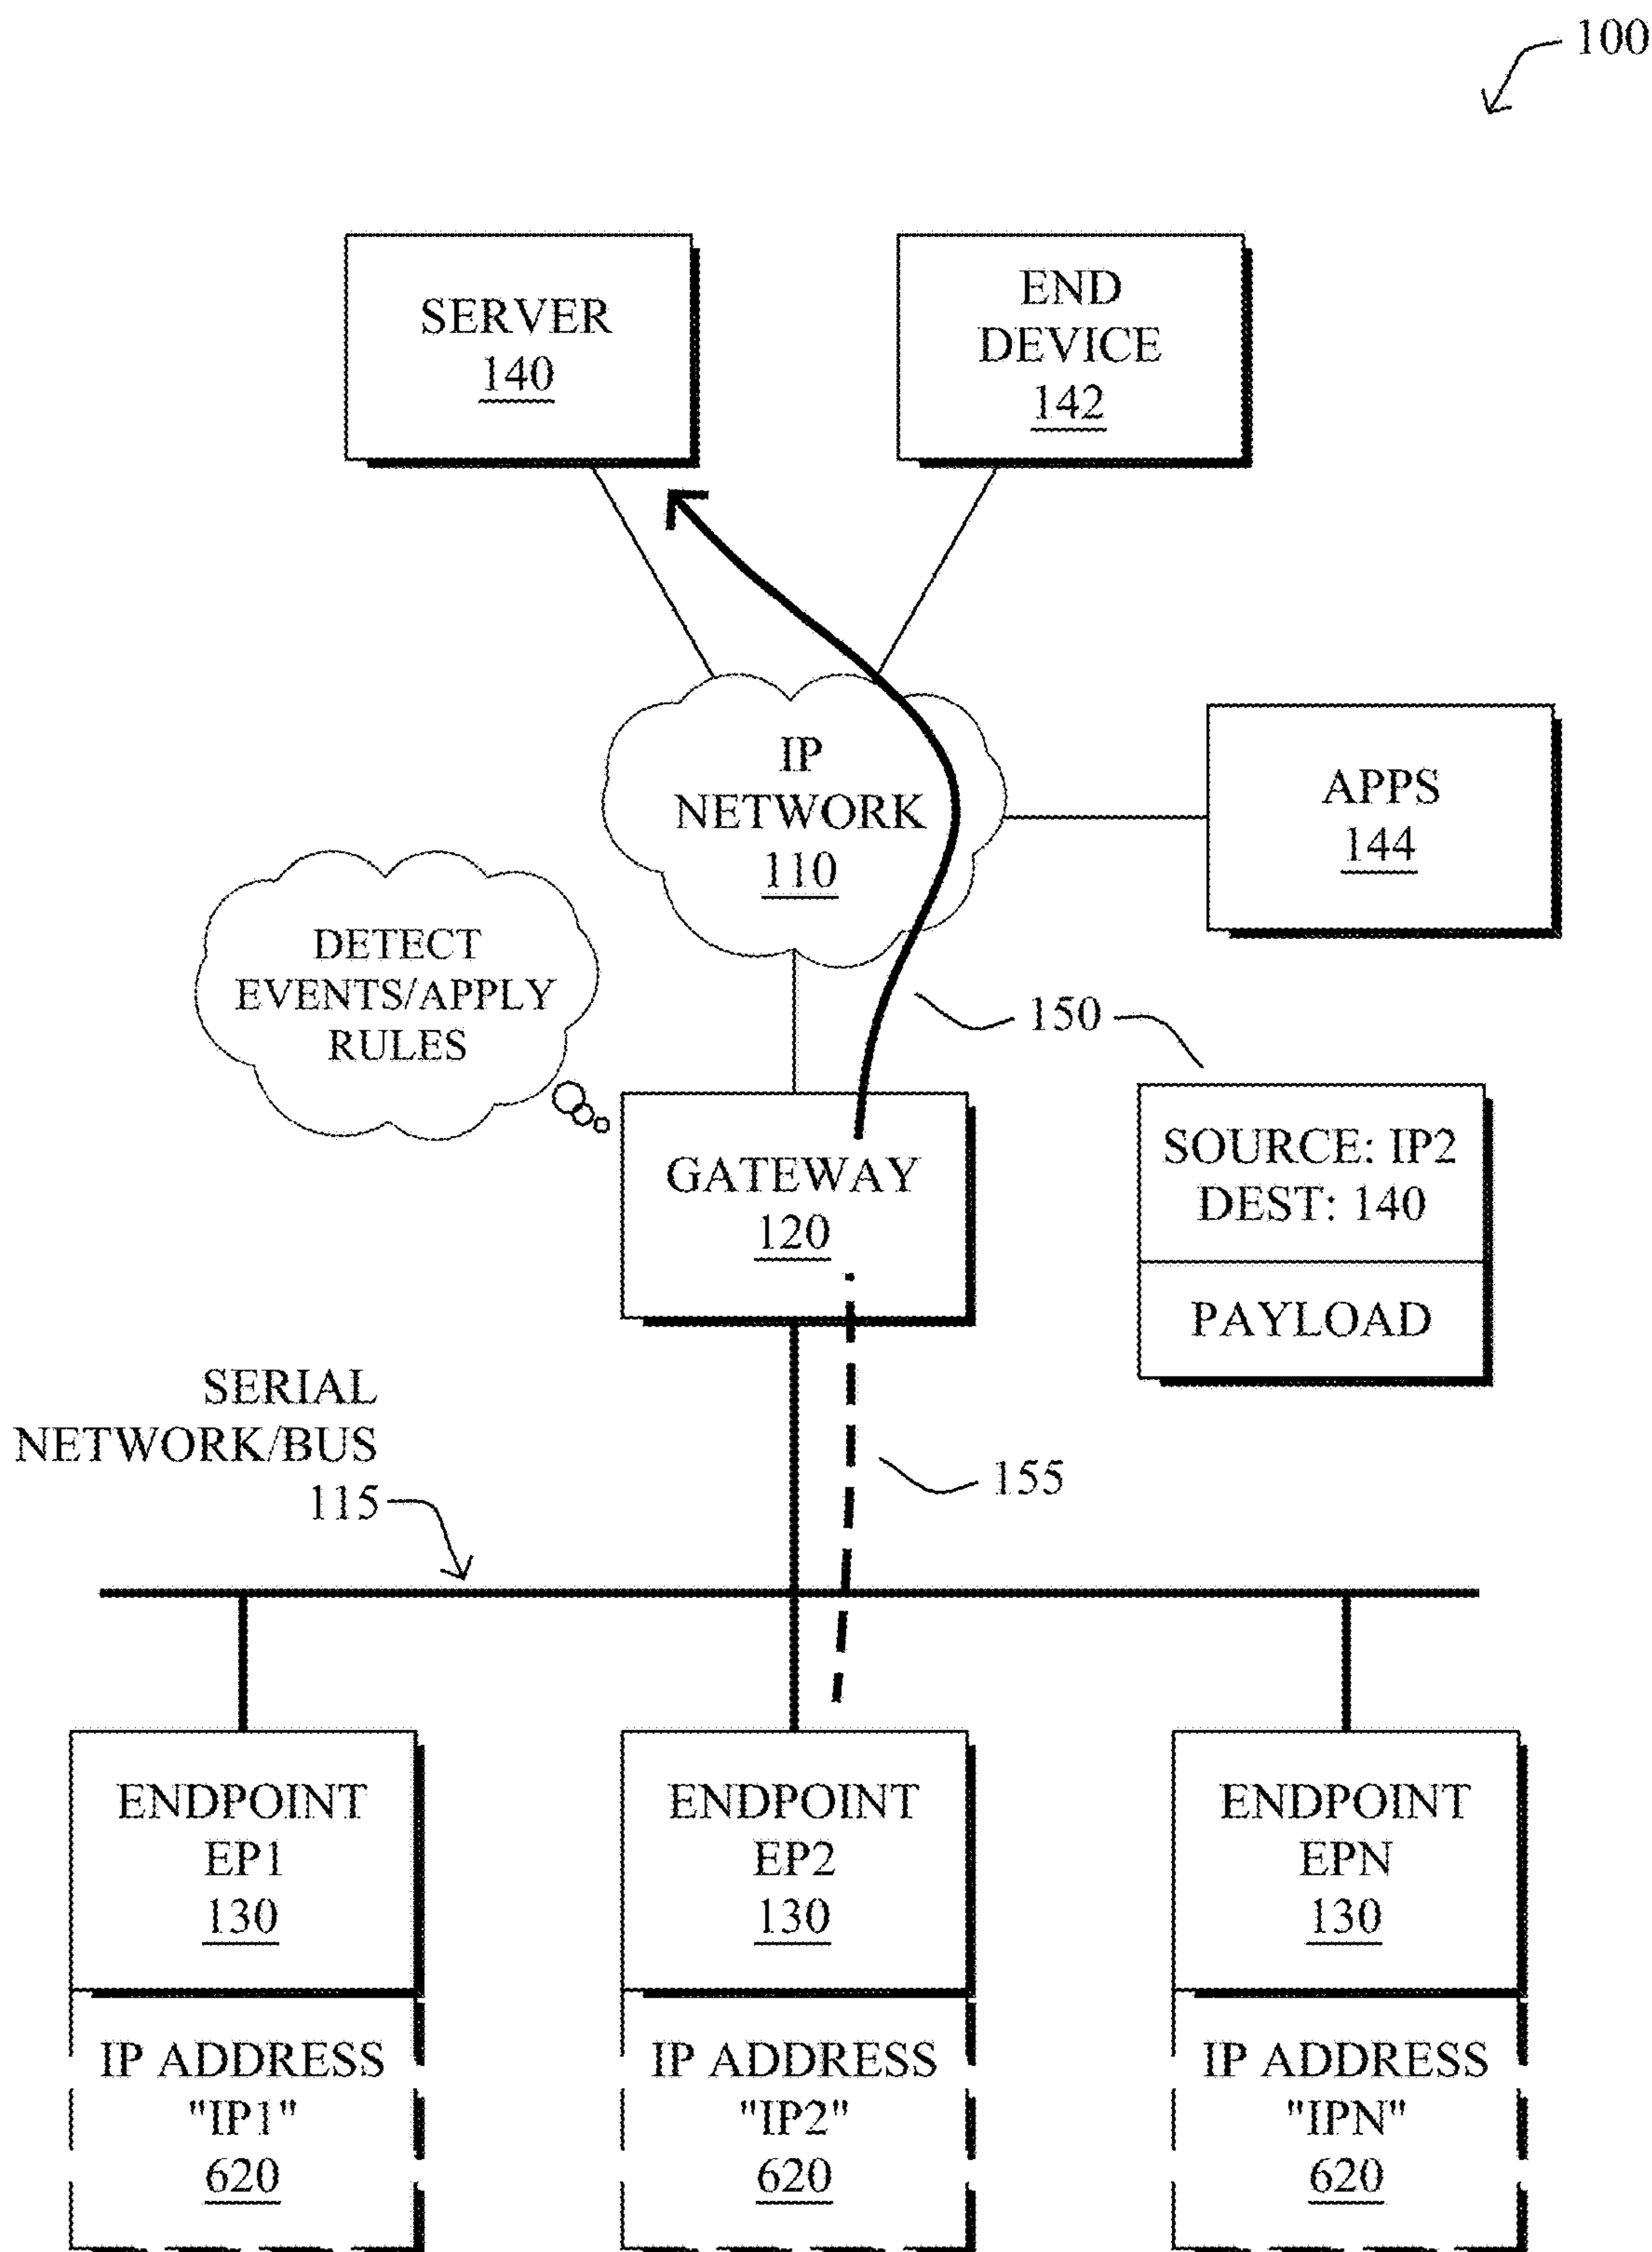 100
SERVER
140
END
DEVICE
142
IP
NETWORK
110
APPS
144
DETECT
EVENTS/APPLY
RULES
150
GATEWAY
120
SOURCE: IP2
DEST: 140
PAYLOAD
SERIAL
NETWORK/BUS
115
155
ENDPOINT
EP1
130
IP ADDRESS
"IP1"
620
ENDPOINT
EP2
130
IP ADDRESS
"IP2"
620
ENDPOINT
EPN
130
IP ADDRESS
"IPN"
620